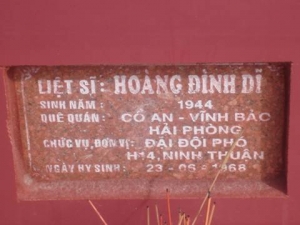 LIỆT SĨ: HOÀNG ĐÌNH DĨ
SINH NĂM: 1944
QUÊ QUÁN: CỔ AN - VĨNH BẢO
HẢI PHÒNG
CHỨC VỤ, ĐƠN VỊ: ĐẠI ĐỘI PHÓ
H14, NINH THUẬN
NGÀY HY SINH: 23 - 06 - 1968